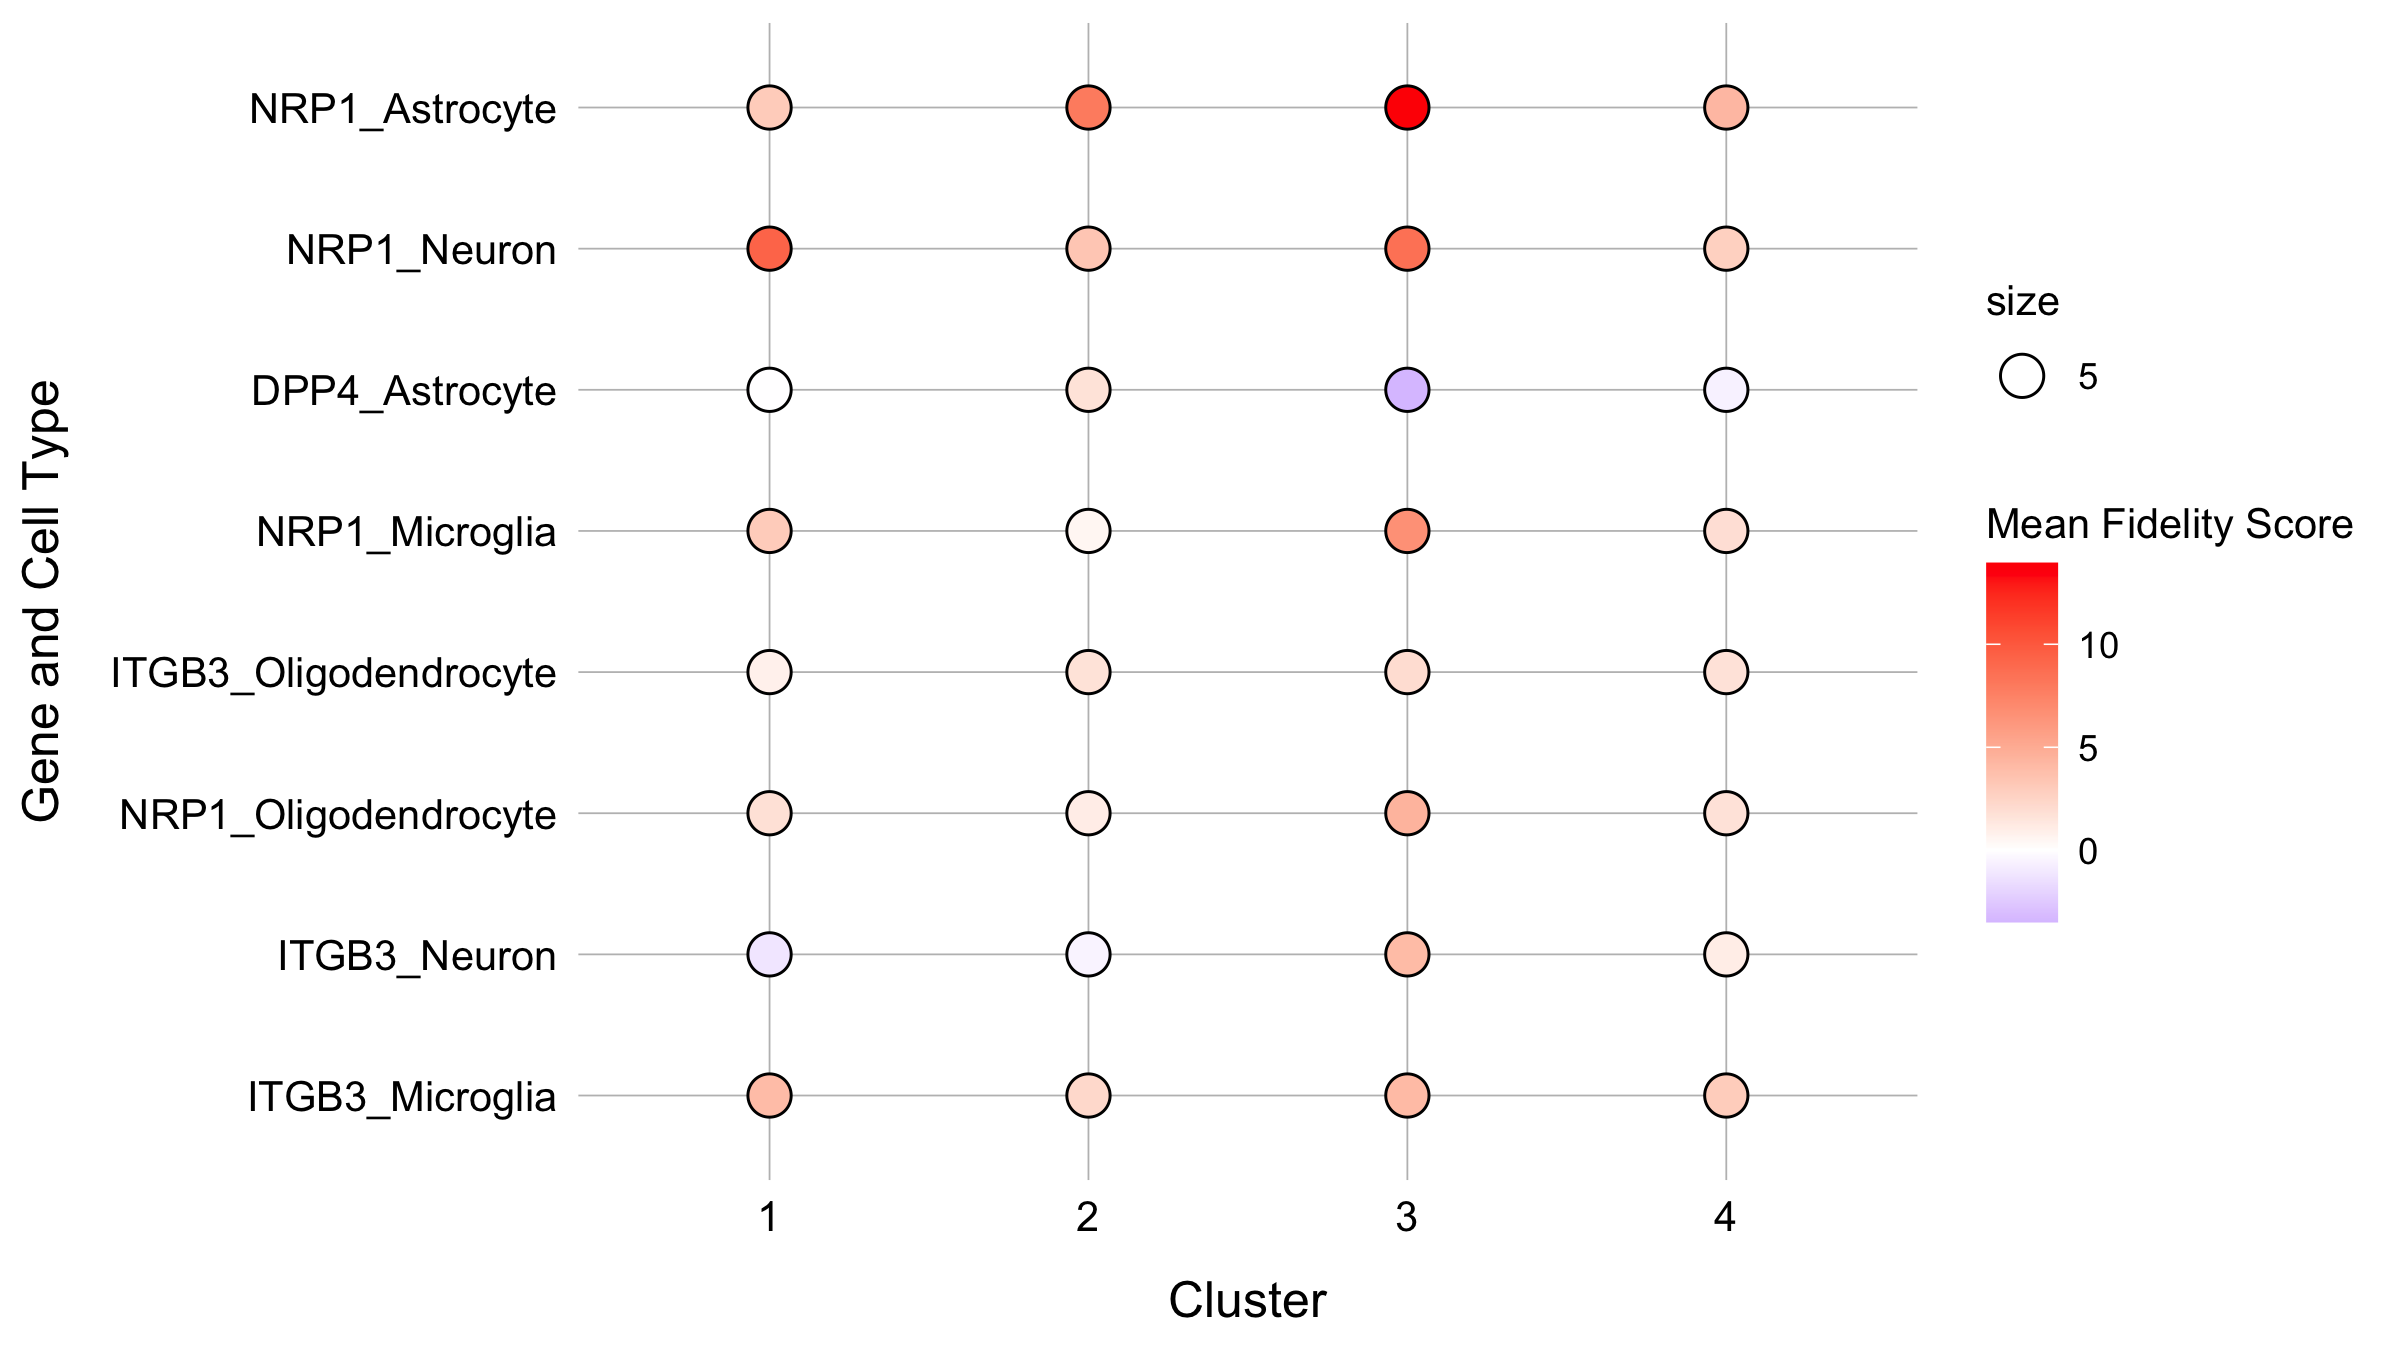 Gene and Cell Type
NRP1_Astrocyte
NRP1_Neuron
DPP4_Astrocyte
NRP1_Microglia
ITGB3_Oligodendrocyte
NRP1_Oligodendrocyte
ITGB3_Neuron
ITGB3_Microglia
1 2 3 4
Cluster
size
5
Mean Fidelity Score
10
5
0